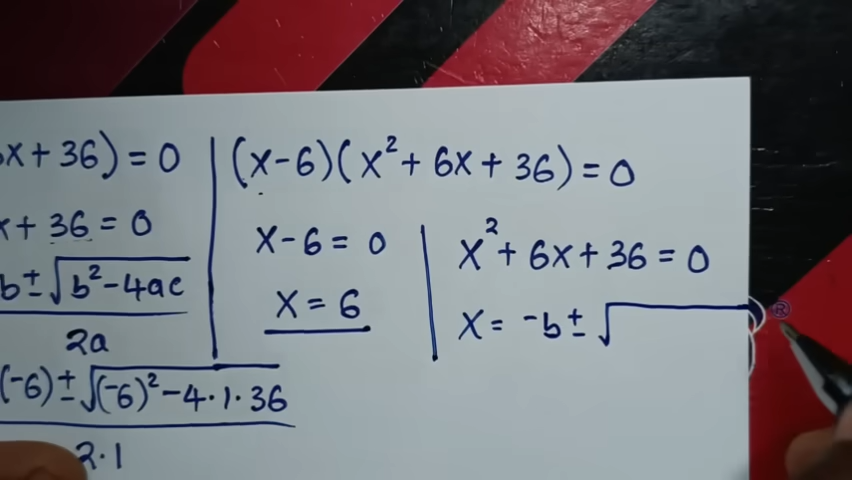 x + 36) = 0
x + 36 = 0
b ± √b² - 4ac
2a
(-6) ± √(-6)² - 4·1·36
2·1
(x - 6)(x² + 6x + 36) = 0
x - 6 = 0
x = 6
x² + 6x + 36 = 0
x = -b ± √
®